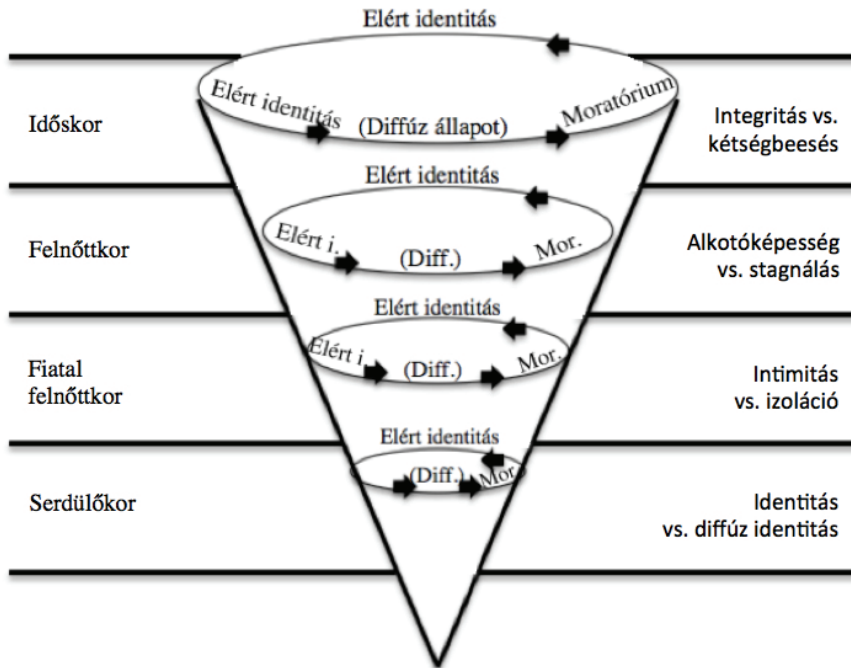 Elért identitás
Elért identitás
(Diffúz állapot)
Moratórium
Időskor
Integritás vs.
kétségbeesés
Elért identitás
Elért i.
(Diff.)
Mor.
Felnőttkor
Alkotóképesség
vs. stagnálás
Elért identitás
Elért i.
(Diff.)
Mor.
Fiatal
felnőttkor
Intimitás
vs. izoláció
Elért identitás
(Diff.)
Mor.
Serdülőkor
Identitás
vs. diffúz identitás